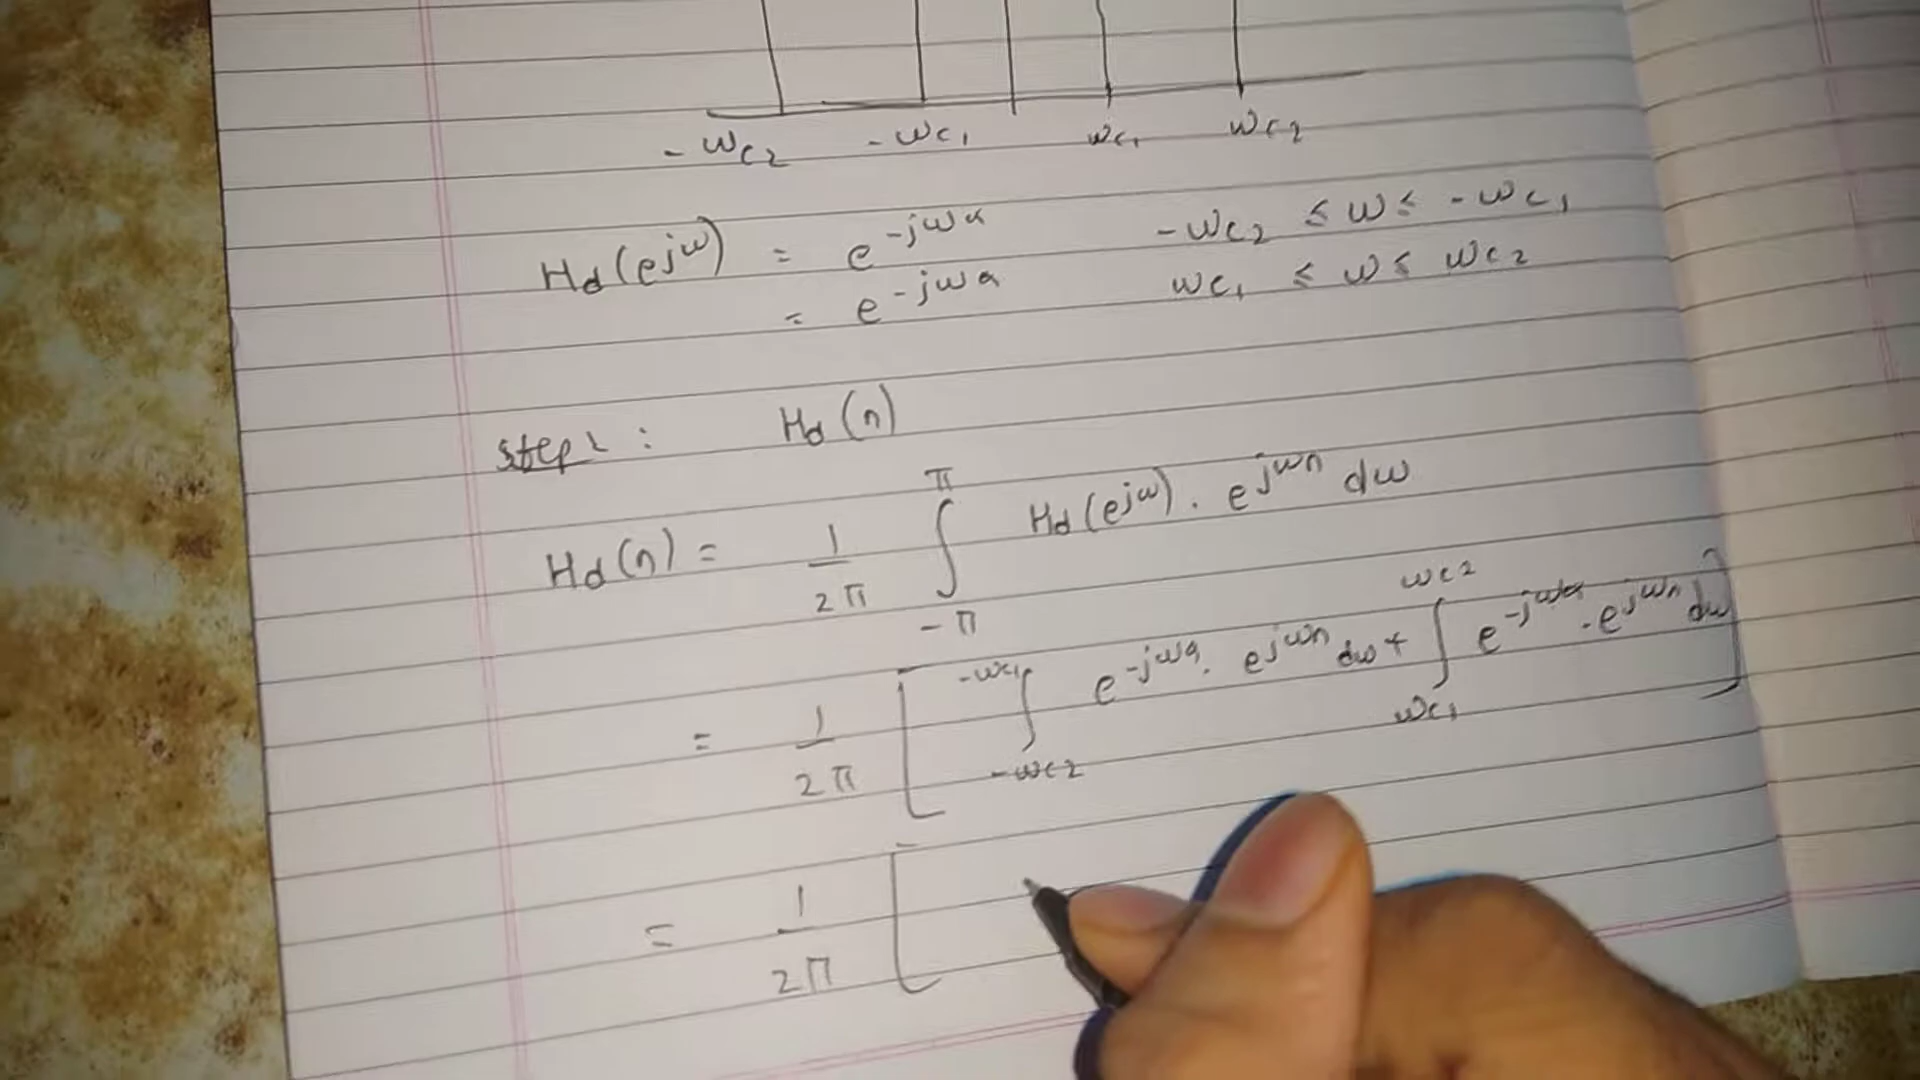 -ωc2 -ωc1 ωc1 ωc2
Hd(e^jω) = e^-jωα -ωc2 ≤ ω ≤ -ωc1
= e^-jωα ωc1 ≤ ω ≤ ωc2
step 2 : Hd(n)
Hd(n) = 1/2π ∫_-π^π Hd(e^jω) . e^jωn dω
= 1/2π [ ∫_-ωc2^-ωc1 e^-jωα . e^jωn dω + ∫_ωc1^ωc2 e^-jωα . e^jωn dω ]
= 1/2π [